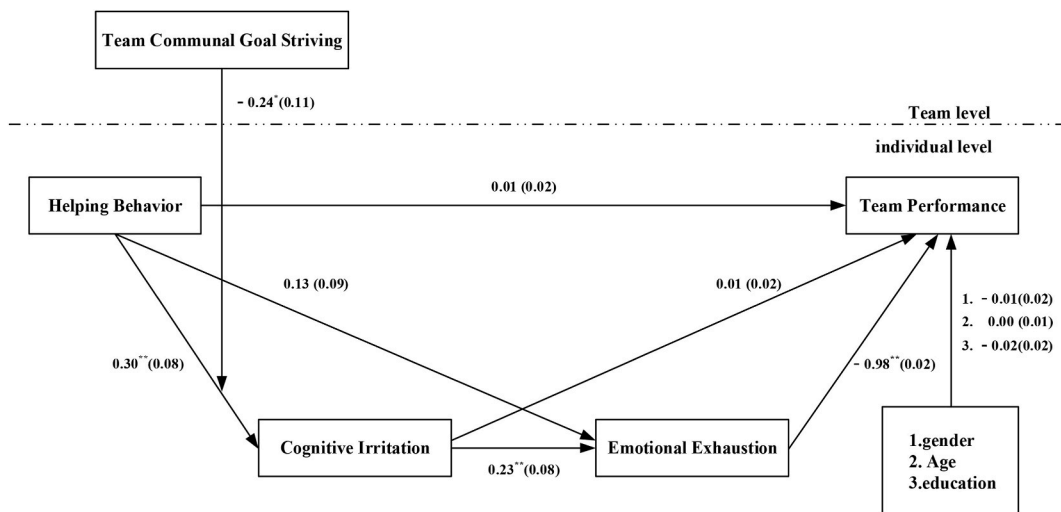 Team Communal Goal Striving
- 0.24*(0.11)
Team level
individual level
Helping Behavior
0.01 (0.02)
Team Performance
0.13 (0.09)
0.01 (0.02)
1. - 0.01(0.02)
2. 0.00 (0.01)
3. - 0.02(0.02)
0.30**(0.08)
- 0.98**(0.02)
Cognitive Irritation
0.23**(0.08)
Emotional Exhaustion
1.gender
2. Age
3.education